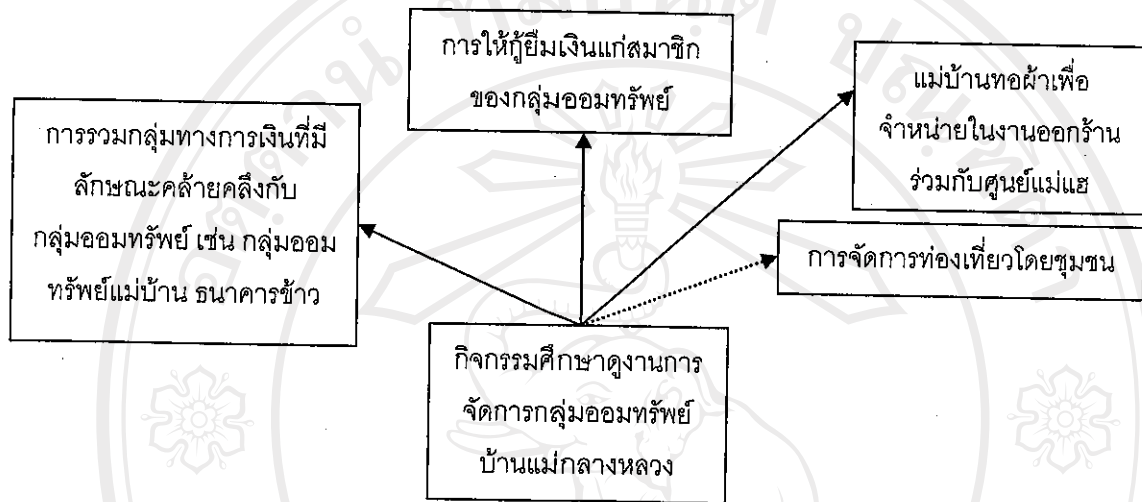 การให้กู้ยืมเงินแก่สมาชิก
ของกลุ่มออมทรัพย์
แม่บ้านทอผ้าเพื่อ
จำหน่ายในงานออกร้าน
ร่วมกับศูนย์แม่แฮ
การรวมกลุ่มทางการเงินที่มี
ลักษณะคล้ายคลึงกับ
กลุ่มออมทรัพย์ เช่น กลุ่มออม
ทรัพย์แม่บ้าน ธนาคารข้าว
การจัดการท่องเที่ยวโดยชุมชน
กิจกรรมศึกษาดูงานการ
จัดการกลุ่มออมทรัพย์
บ้านแม่กลางหลวง